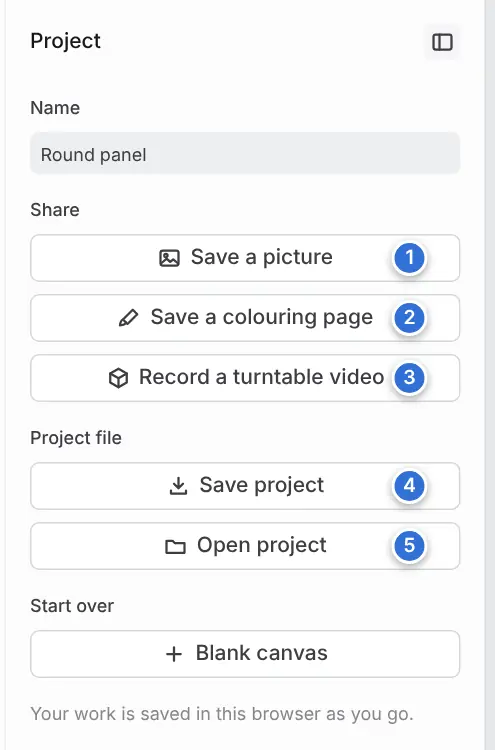 Project
Name
Round panel
Share
Save a picture 1
Save a colouring page 2
Record a turntable video 3
Project file
Save project 4
Open project 5
Start over
Blank canvas
Your work is saved in this browser as you go.